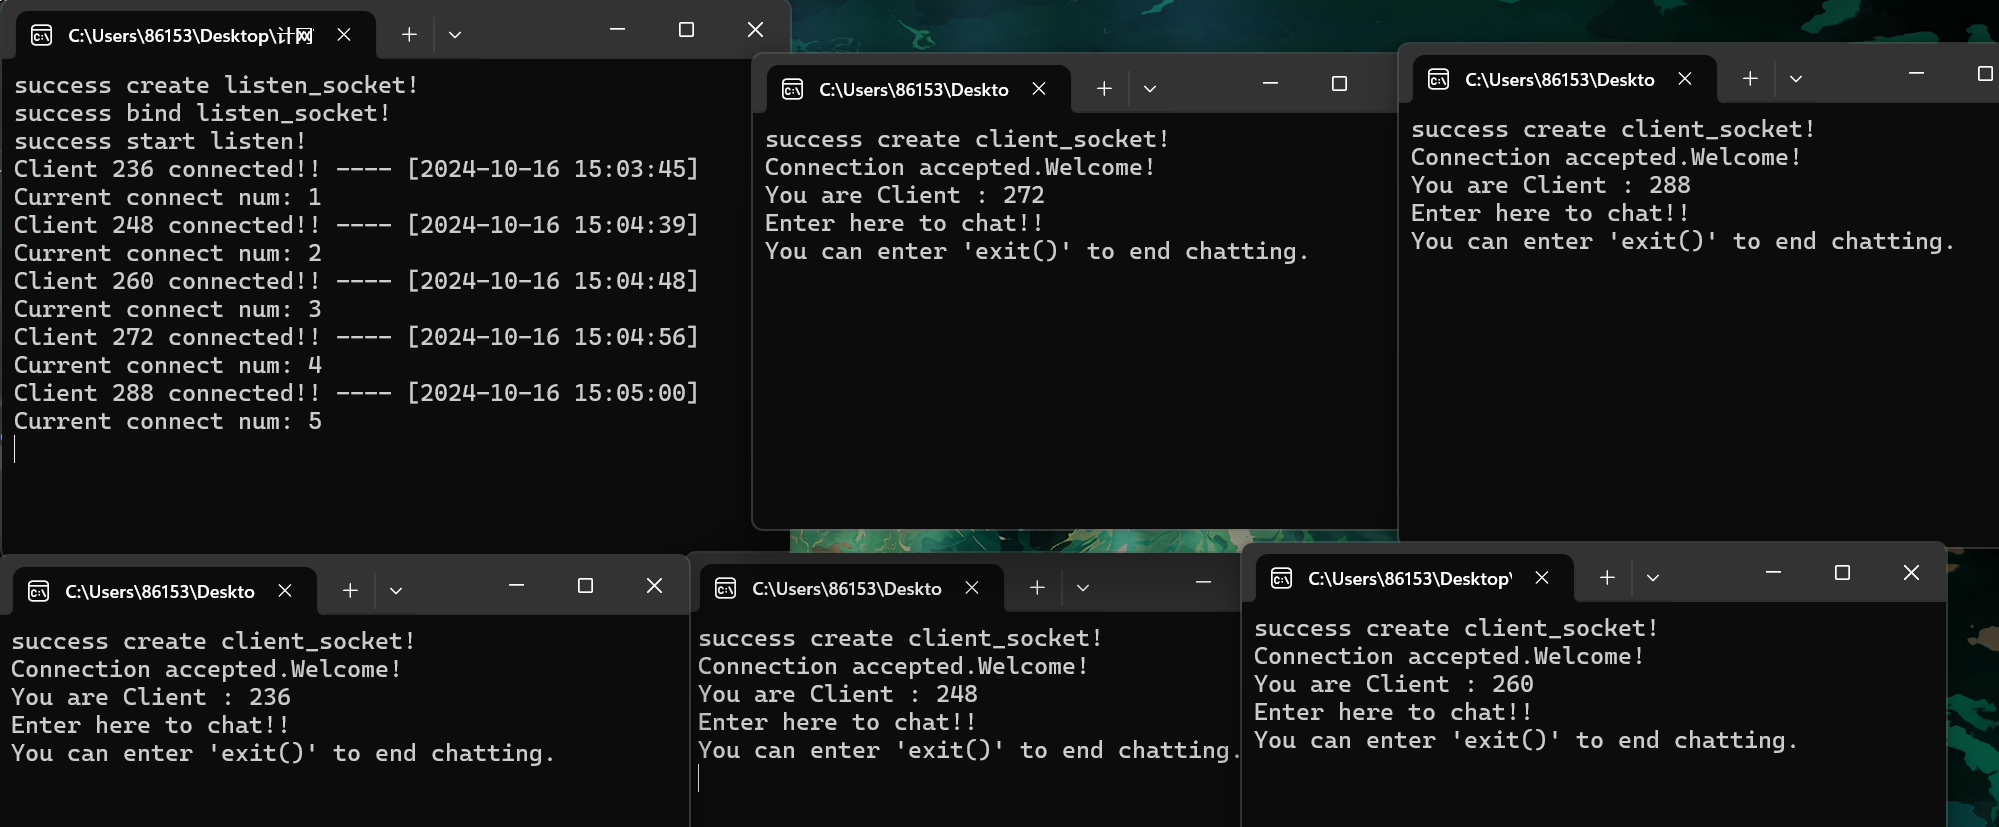 C:\Users\86153\Desktop\计网
success create listen_socket!
success bind listen_socket!
success start listen!
Client 236 connected!! ---- [2024-10-16 15:03:45]
Current connect num: 1
Client 248 connected!! ---- [2024-10-16 15:04:39]
Current connect num: 2
Client 260 connected!! ---- [2024-10-16 15:04:48]
Current connect num: 3
Client 272 connected!! ---- [2024-10-16 15:04:56]
Current connect num: 4
Client 288 connected!! ---- [2024-10-16 15:05:00]
Current connect num: 5
C:\Users\86153\Deskto
success create client_socket!
Connection accepted.Welcome!
You are Client : 272
Enter here to chat!!
You can enter 'exit()' to end chatting.
C:\Users\86153\Deskto
success create client_socket!
Connection accepted.Welcome!
You are Client : 288
Enter here to chat!!
You can enter 'exit()' to end chatting.
C:\Users\86153\Deskto
success create client_socket!
Connection accepted.Welcome!
You are Client : 236
Enter here to chat!!
You can enter 'exit()' to end chatting.
C:\Users\86153\Deskto
success create client_socket!
Connection accepted.Welcome!
You are Client : 248
Enter here to chat!!
You can enter 'exit()' to end chatting.
C:\Users\86153\Desktop\
success create client_socket!
Connection accepted.Welcome!
You are Client : 260
Enter here to chat!!
You can enter 'exit()' to end chatting.